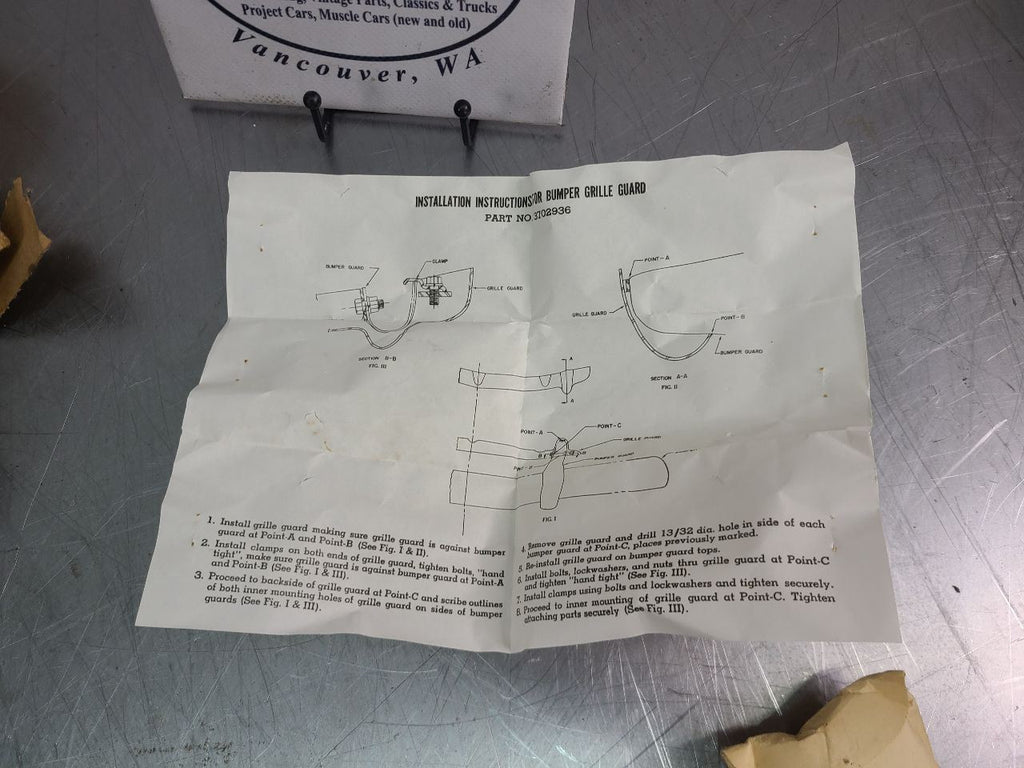 Vintage Parts, Classics & Trucks
Project Cars, Muscle Cars (new and old)
Vancouver, WA
INSTALLATION INSTRUCTIONS FOR BUMPER GRILLE GUARD
PART NO. 3702936
BUMPER GUARD
CLAMP
GRILLE GUARD
SECTION B-B
FIG. III
POINT-A
GRILLE GUARD
POINT-B
BUMPER GUARD
SECTION A-A
FIG. II
A
A
POINT-A
POINT-C
GRILLE GUARD
B
BUMPER GUARD
FIG. I
1. Install grille guard making sure grille guard is against bumper
guard at Point-A and Point-B (See Fig. I & II).
2. Install clamps on both ends of grille guard, tighten bolts, "hand
tight", make sure grille guard is against bumper guard at Point-A
and Point-B (See Fig. I & III).
3. Proceed to backside of grille guard at Point-C and scribe outlines
of both inner mounting holes of grille guard on sides of bumper
guards (See Fig. I & III).
4. Remove grille guard and drill 13/32 dia. hole in side of each
bumper guard at Point-C, places previously marked.
5. Re-install grille guard on bumper guard tops.
6. Install bolts, lockwashers, and nuts thru grille guard at Point-C
and tighten "hand tight" (See Fig. III).
7. Install clamps using bolts and lockwashers and tighten securely.
8. Proceed to inner mounting of grille guard at Point-C. Tighten
attaching parts securely (See Fig. III).